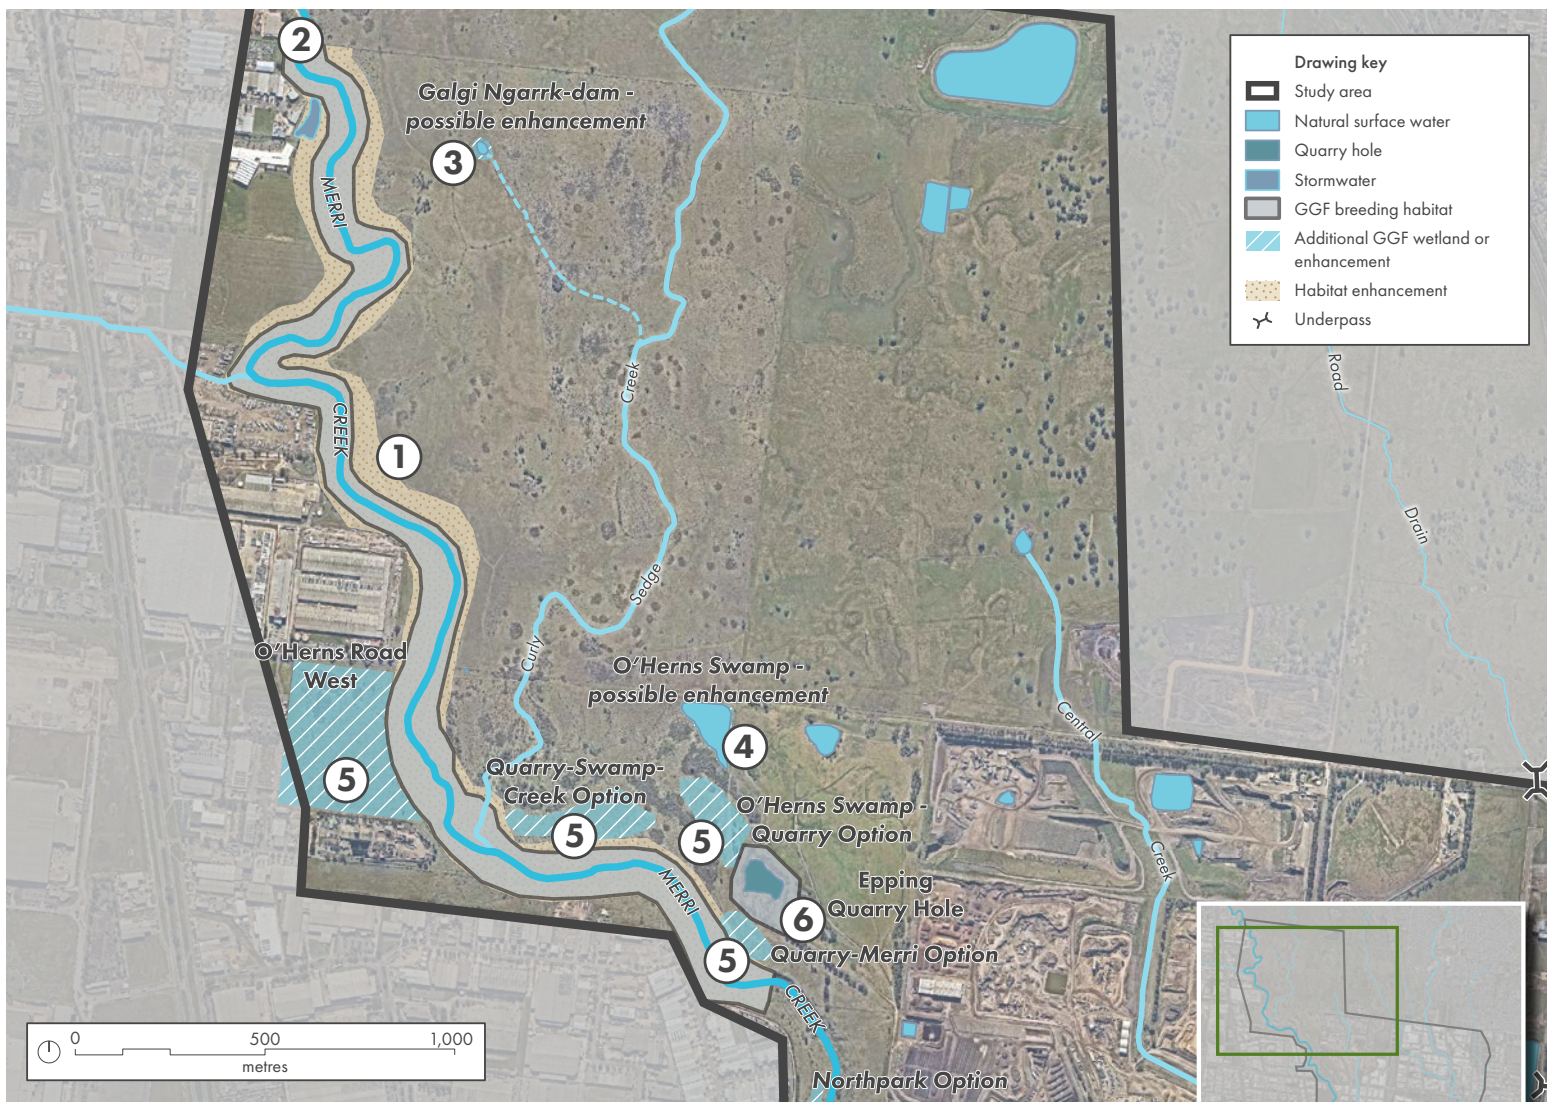 2
Galgi Ngarrk-dam -
possible enhancement
3
MERRI
Drawing key
Study area
Natural surface water
Quarry hole
Stormwater
GGF breeding habitat
Additional GGF wetland or
enhancement
Habitat enhancement
Underpass
Road
Drain
Creek
CREEK
1
Sedge
Curly
O'Herns Road
West
5
O'Herns Swamp -
possible enhancement
4
Central
Creek
Quarry-Swamp-
Creek Option
5
O'Herns Swamp -
Quarry Option
5
MERRI
Epping
Quarry Hole
6
Quarry-Merri Option
5
CREEK
Northpark Option
0 500 1,000
metres